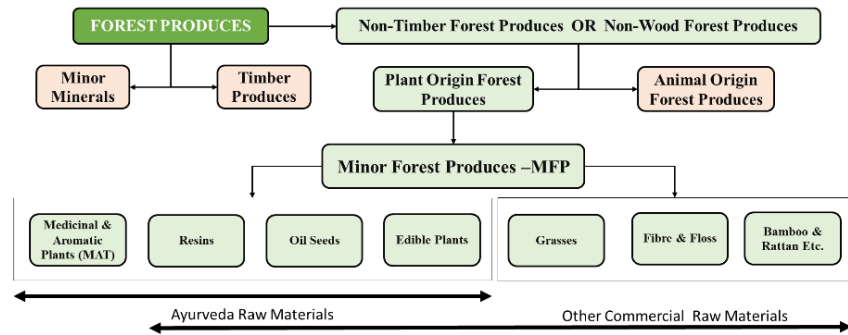 FOREST PRODUCES
Non-Timber Forest Produces OR Non-Wood Forest Produces
Minor
Minerals
Timber
Produces
Plant Origin Forest
Produces
Animal Origin
Forest Produces
Minor Forest Produces –MFP
Medicinal &
Aromatic
Plants (MAT)
Resins
Oil Seeds
Edible Plants
Grasses
Fibre & Floss
Bamboo &
Rattan Etc.
Ayurveda Raw Materials
Other Commercial Raw Materials